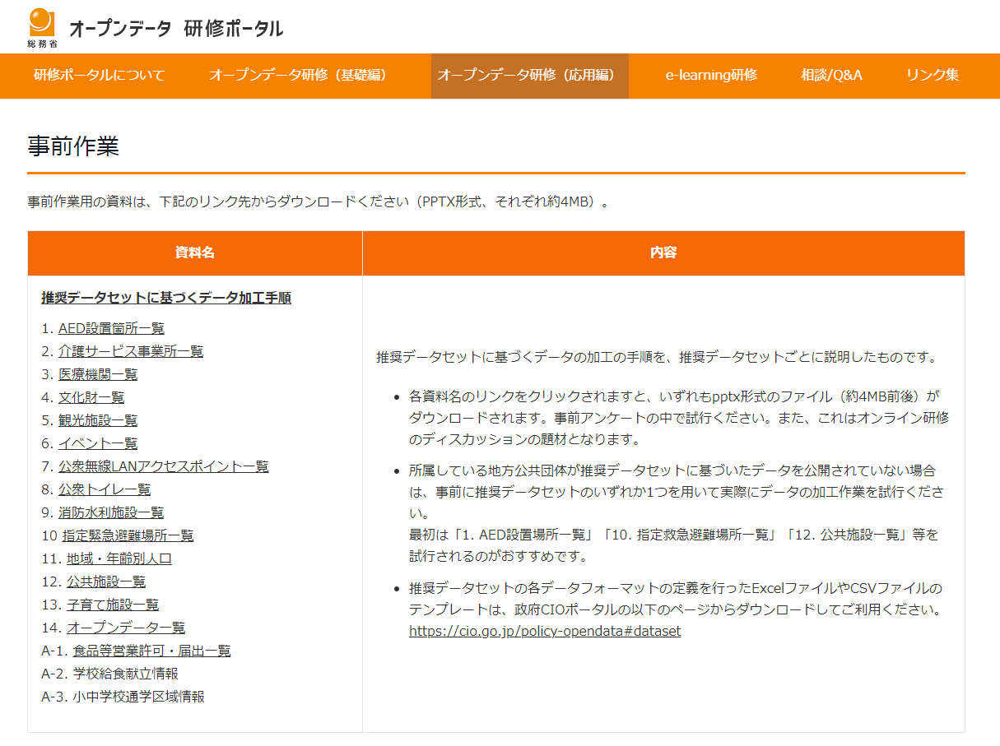 総務省
オープンデータ 研修ポータル
研修ポータルについて
オープンデータ研修（基礎編）
オープンデータ研修（応用編）
e-learning研修
相談/Q&A
リンク集
事前作業
事前作業用の資料は、下記のリンク先からダウンロードください（PPTX形式、それぞれ約4MB）。
資料名
内容
推奨データセットに基づくデータ加工手順
1. AED設置箇所一覧
2. 介護サービス事業所一覧
3. 医療機関一覧
4. 文化財一覧
5. 観光施設一覧
6. イベント一覧
7. 公衆無線LANアクセスポイント一覧
8. 公衆トイレ一覧
9. 消防水利施設一覧
10 指定緊急避難場所一覧
11. 地域・年齢別人口
12. 公共施設一覧
13. 子育て施設一覧
14. オープンデータ一覧
A-1. 食品等営業許可・届出一覧
A-2. 学校給食献立情報
A-3. 小中学校通学区域情報
推奨データセットに基づくデータの加工の手順を、推奨データセットごとに説明したものです。
• 各資料名のリンクをクリックされますと、いずれもpptx形式のファイル（約4MB前後）が
ダウンロードされます。事前アンケートの中で試行ください。また、これはオンライン研修
のディスカッションの題材となります。
• 所属している地方公共団体が推奨データセットに基づいたデータを公開されていない場合
は、事前に推奨データセットのいずれか1つを用いて実際にデータの加工作業を試行くださ
い。
最初は「1. AED設置場所一覧」「10. 指定救急避難場所一覧」「12. 公共施設一覧」等を
試行されるのがおすすめです。
• 推奨データセットの各データフォーマットの定義を行ったExcelファイルやCSVファイルの
テンプレートは、政府CIOポータルの以下のページからダウンロードしてご利用ください。
https://cio.go.jp/policy-opendata#dataset